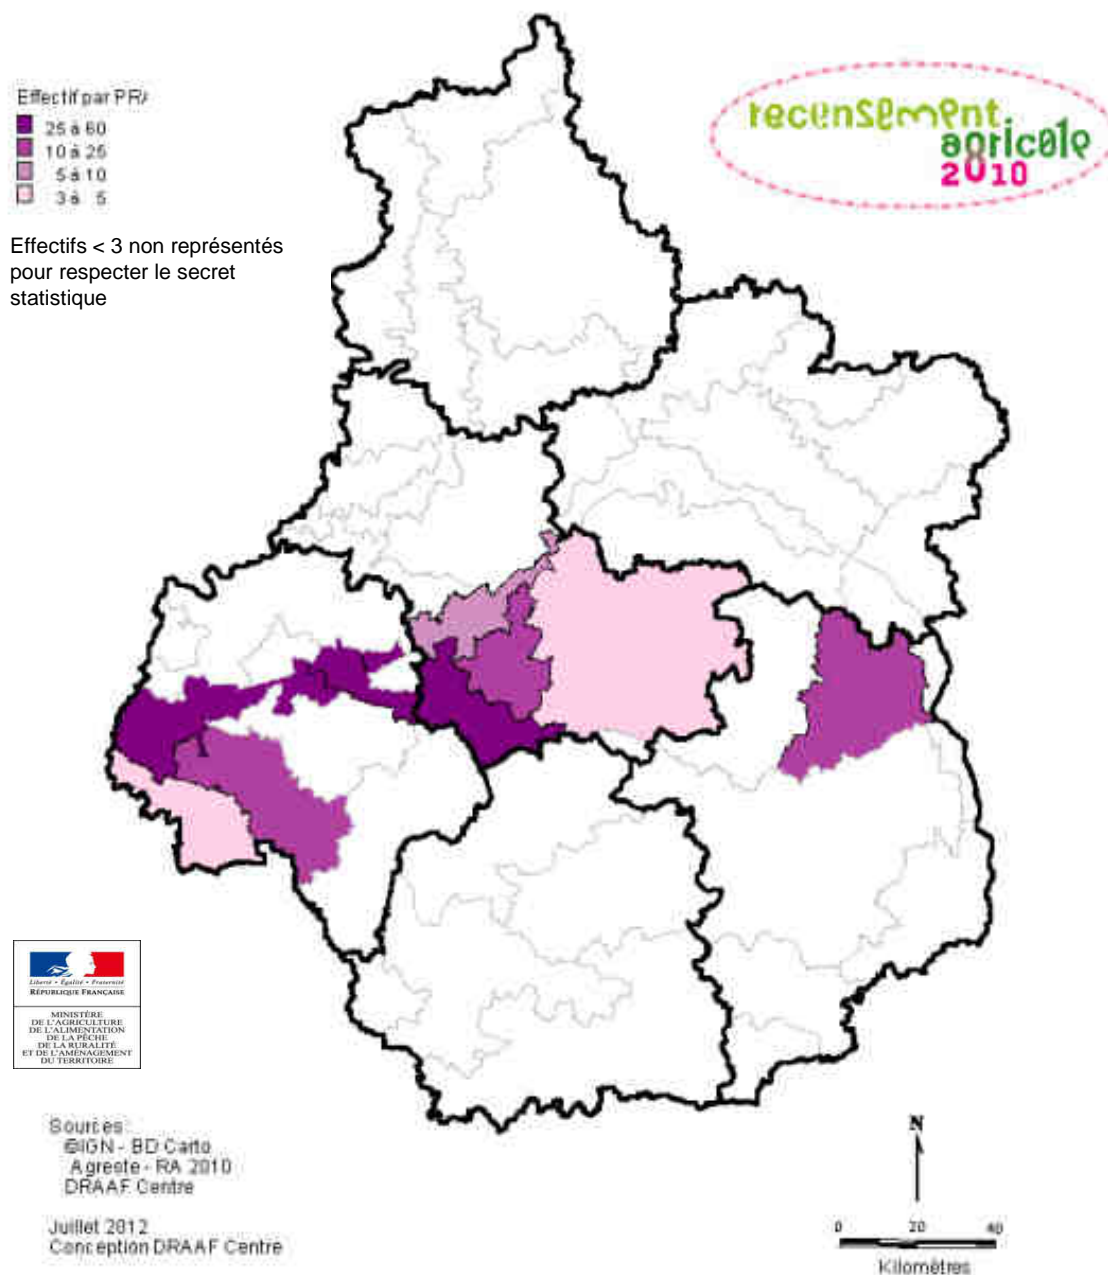 Effectif par PRA
25 à 60
10 à 25
5 à 10
3 à 5
Effectifs < 3 non représentés
pour respecter le secret
statistique
recensement
agricole
2010
Liberté • Égalité • Fraternité
RÉPUBLIQUE FRANÇAISE
MINISTÈRE
DE L'AGRICULTURE
DE L'ALIMENTATION
DE LA PÊCHE
DE LA RURALITÉ
ET DE L'AMÉNAGEMENT
DU TERRITOIRE
Sources:
©IGN - BD Carto
Agreste - RA 2010
DRAAF Centre
Juillet 2012
Conception DRAAF Centre
N
0 20 40
Kilomètres